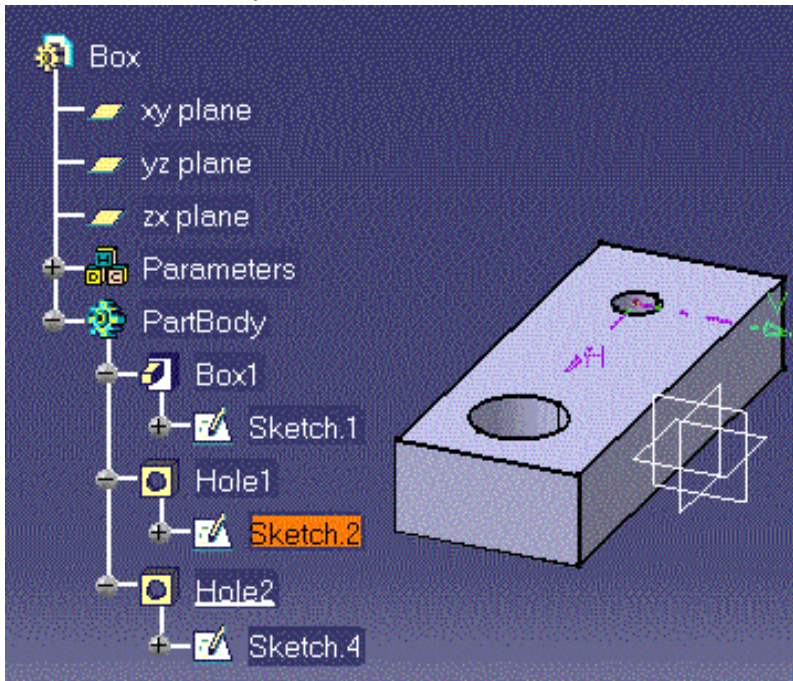 Box
xy plane
yz plane
zx plane
Parameters
PartBody
Box1
Sketch.1
Hole1
Sketch.2
Hole2
Sketch.4
H
V